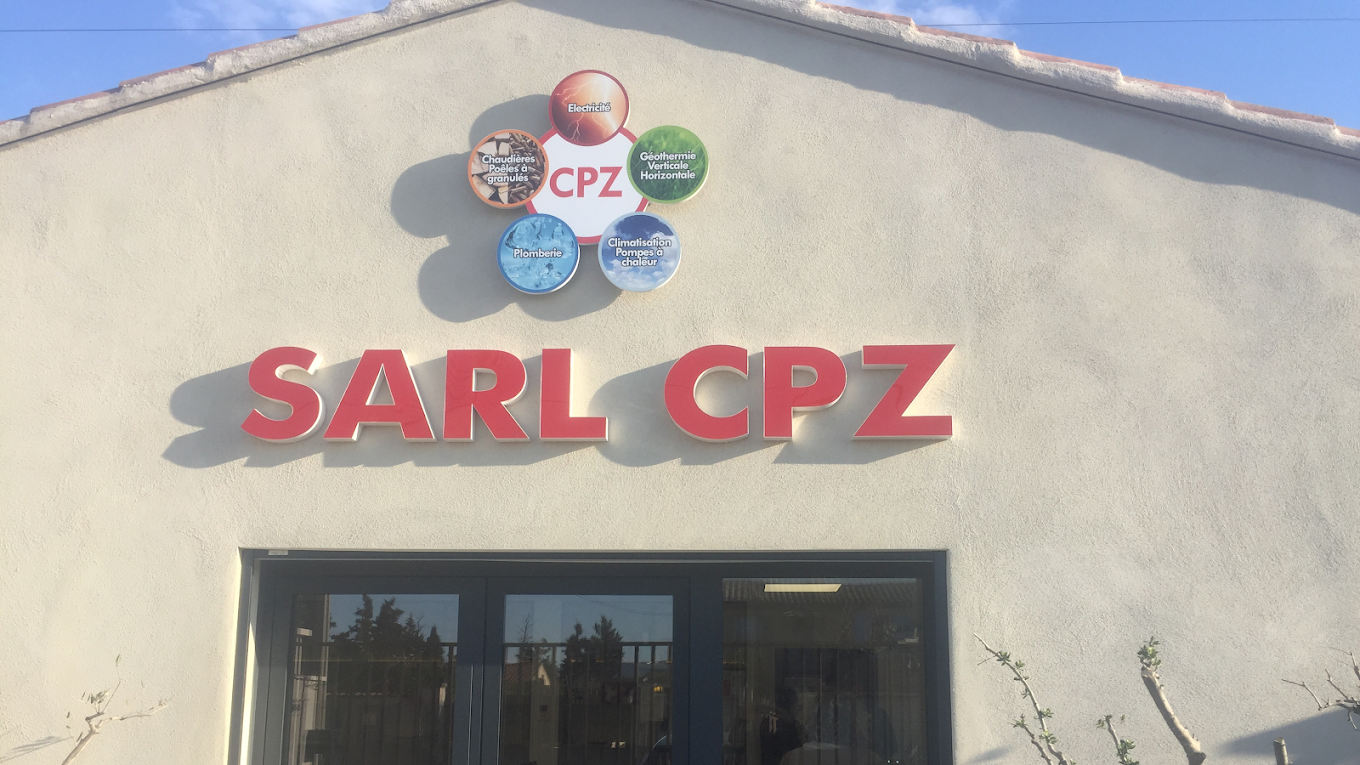 Electricité
Chaudières
Poêles à
granulés
CPZ
Géothermie
Verticale
Horizontale
Plomberie
Climatisation
Pompes à
chaleur
SARL CPZ